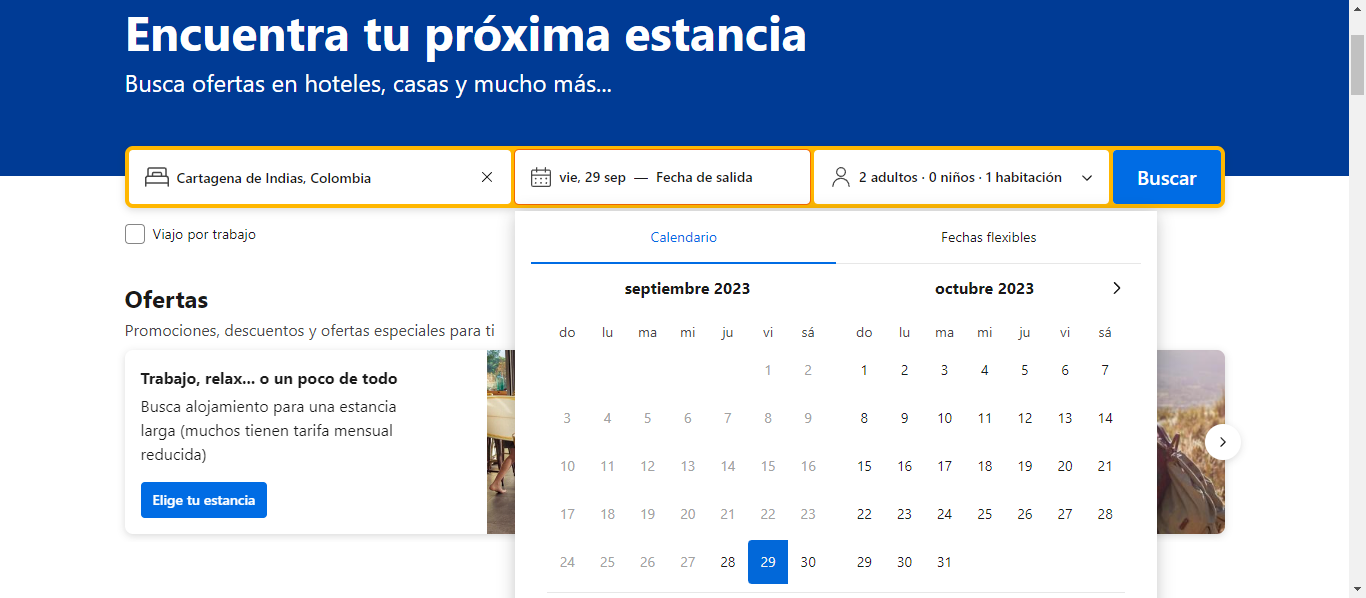 Encuentra tu próxima estancia
Busca ofertas en hoteles, casas y mucho más...
Cartagena de Indias, Colombia
vie, 29 sep — Fecha de salida
2 adultos · 0 niños · 1 habitación
Buscar
Viajo por trabajo
Calendario
Fechas flexibles
Ofertas
Promociones, descuentos y ofertas especiales para ti
Trabajo, relax... o un poco de todo
Busca alojamiento para una estancia
larga (muchos tienen tarifa mensual
reducida)
Elige tu estancia
septiembre 2023
do lu ma mi ju vi sá
1 2
3 4 5 6 7 8 9
10 11 12 13 14 15 16
17 18 19 20 21 22 23
24 25 26 27 28 29 30
octubre 2023
do lu ma mi ju vi sá
1 2 3 4 5 6 7
8 9 10 11 12 13 14
15 16 17 18 19 20 21
22 23 24 25 26 27 28
29 30 31